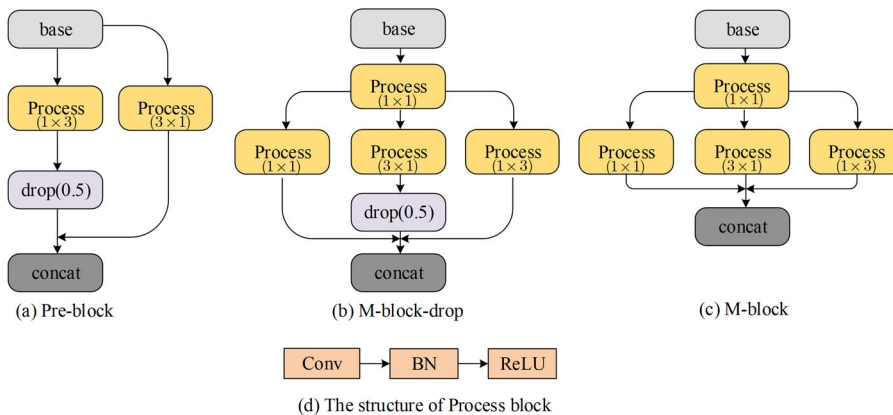 base
Process
(1×3)
Process
(3×1)
drop(0.5)
concat
(a) Pre-block
base
Process
(1×1)
Process
(1×1)
Process
(3×1)
Process
(1×3)
drop(0.5)
concat
(b) M-block-drop
base
Process
(1×1)
Process
(1×1)
Process
(3×1)
Process
(1×3)
concat
(c) M-block
Conv
BN
ReLU
(d) The structure of Process block